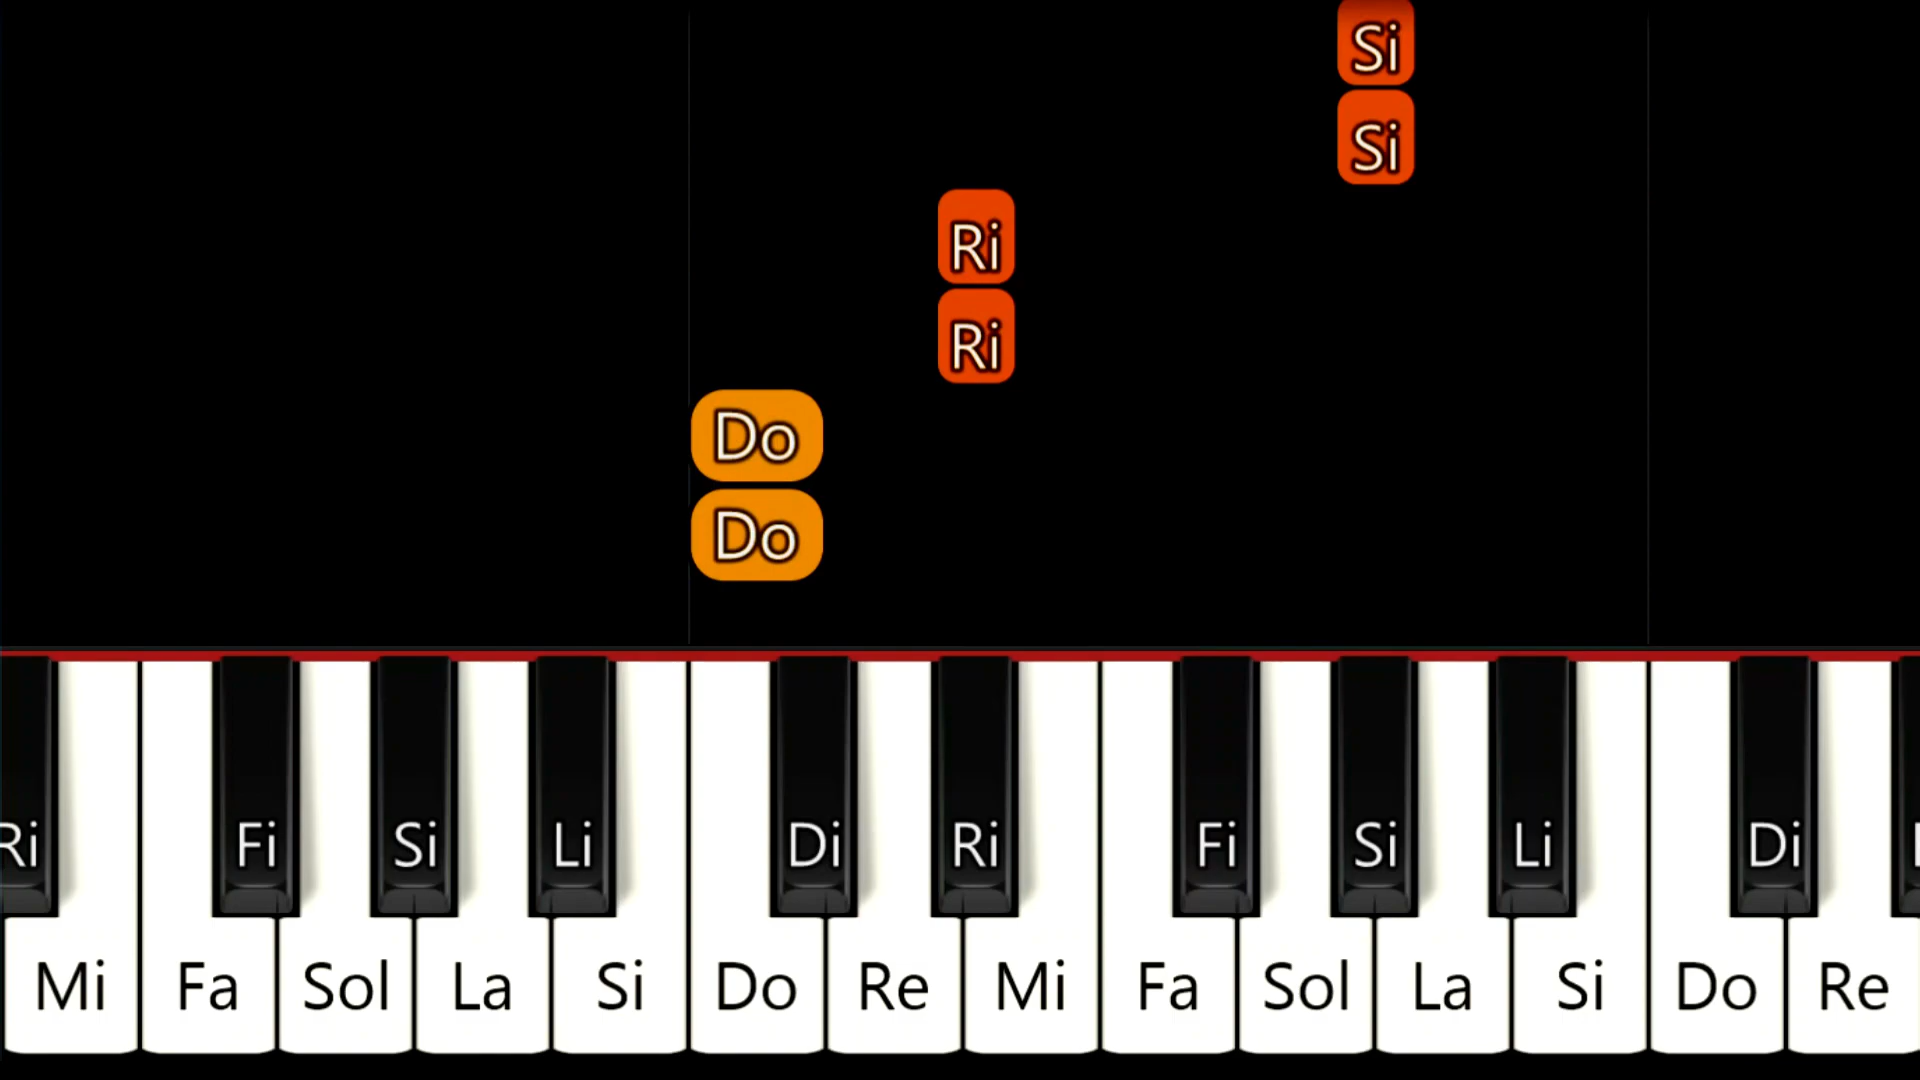 Si
Si
Ri
Ri
Do
Do
Ri Fi Si Li Di Ri Fi Si Li Di
Mi Fa Sol La Si Do Re Mi Fa Sol La Si Do Re